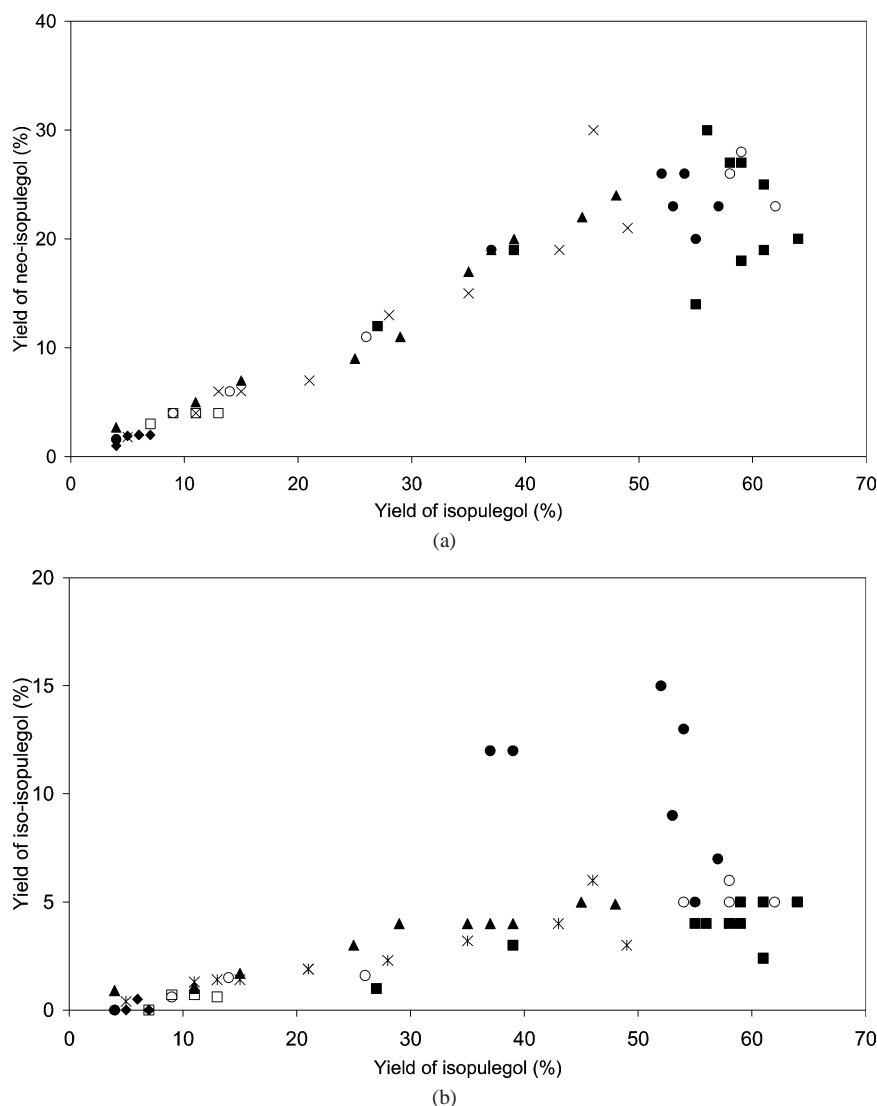 40
30
20
10
0
0 10 20 30 40 50 60 70
Yield of neo-isopulegol (%)
Yield of isopulegol (%)
(a)
20
15
10
5
0
0 10 20 30 40 50 60 70
Yield of iso-isopulegol (%)
Yield of isopulegol (%)
(b)